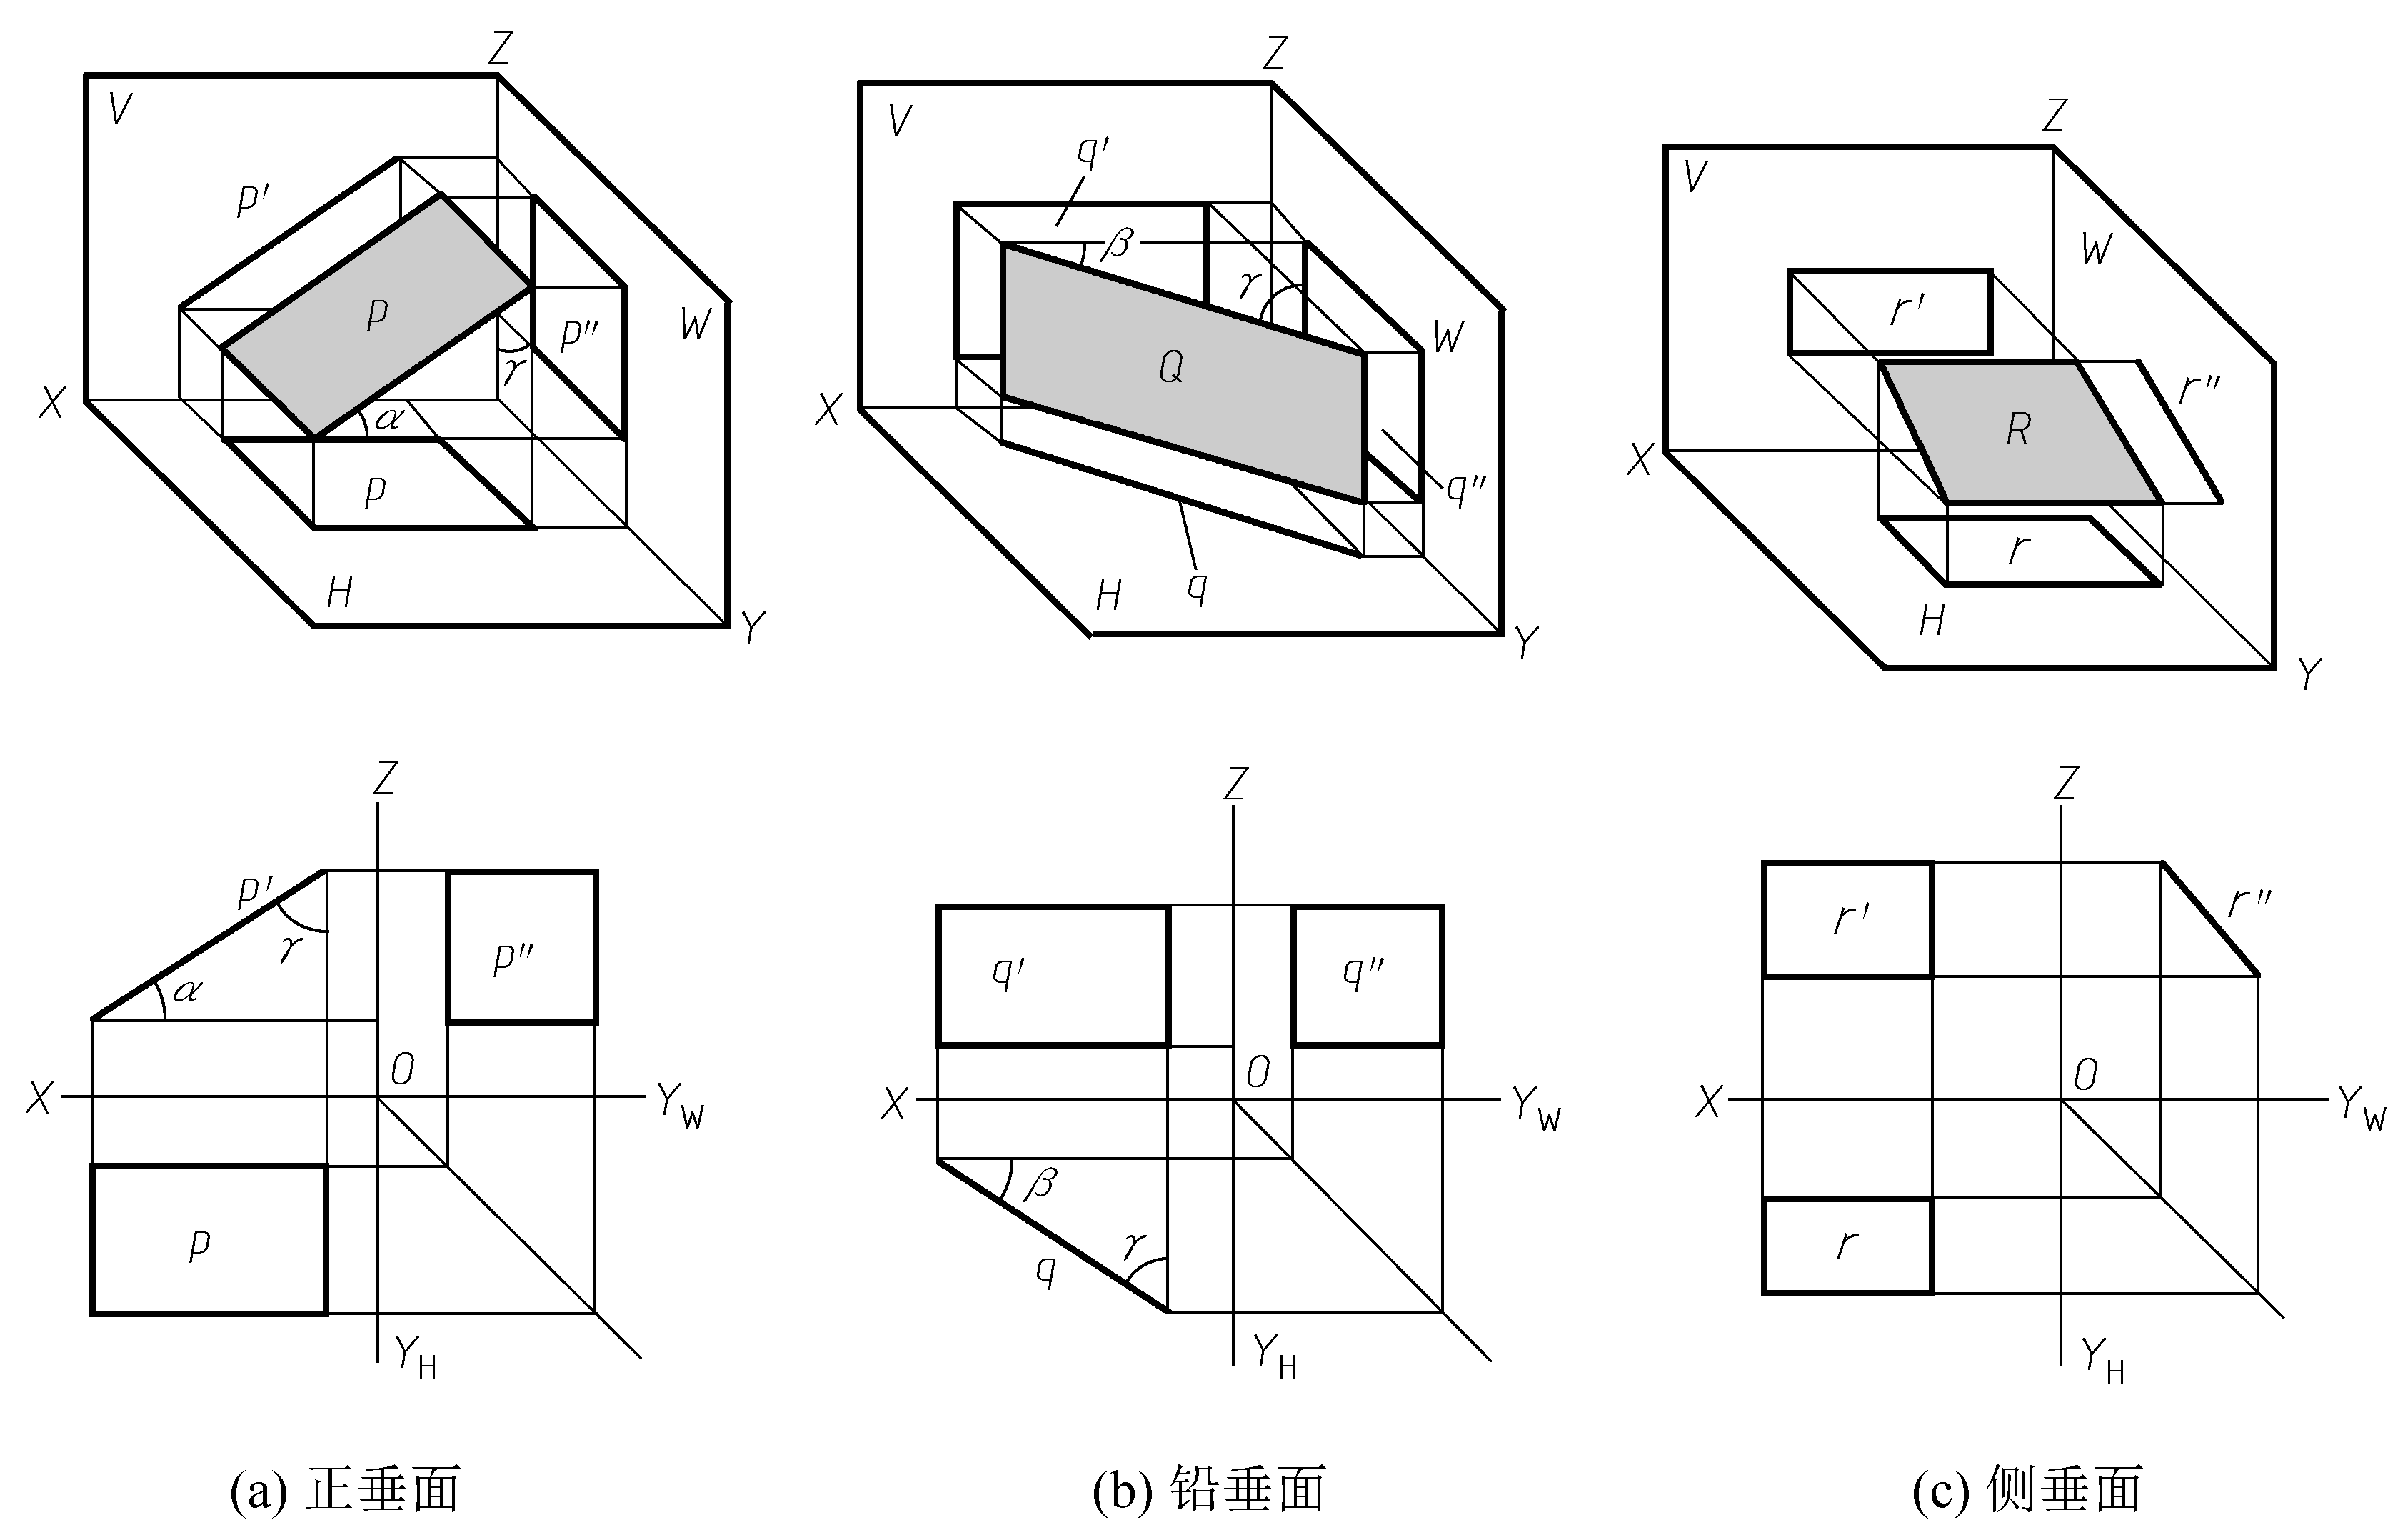 Z
V
p′
P
p″
W
γ
α
X
p
H
Y
Z
V
q′
β
γ
W
Q
X
q″
H
q
Y
Z
V
W
r′
r″
R
X
r
H
Y
Z
p′
γ
α
p″
O
X
Y_W
p
Y_H
Z
q′
q″
O
X
Y_W
β
γ
q
Y_H
Z
r′
r″
O
X
Y_W
r
Y_H
(a) 正垂面
(b) 铅垂面
(c) 侧垂面